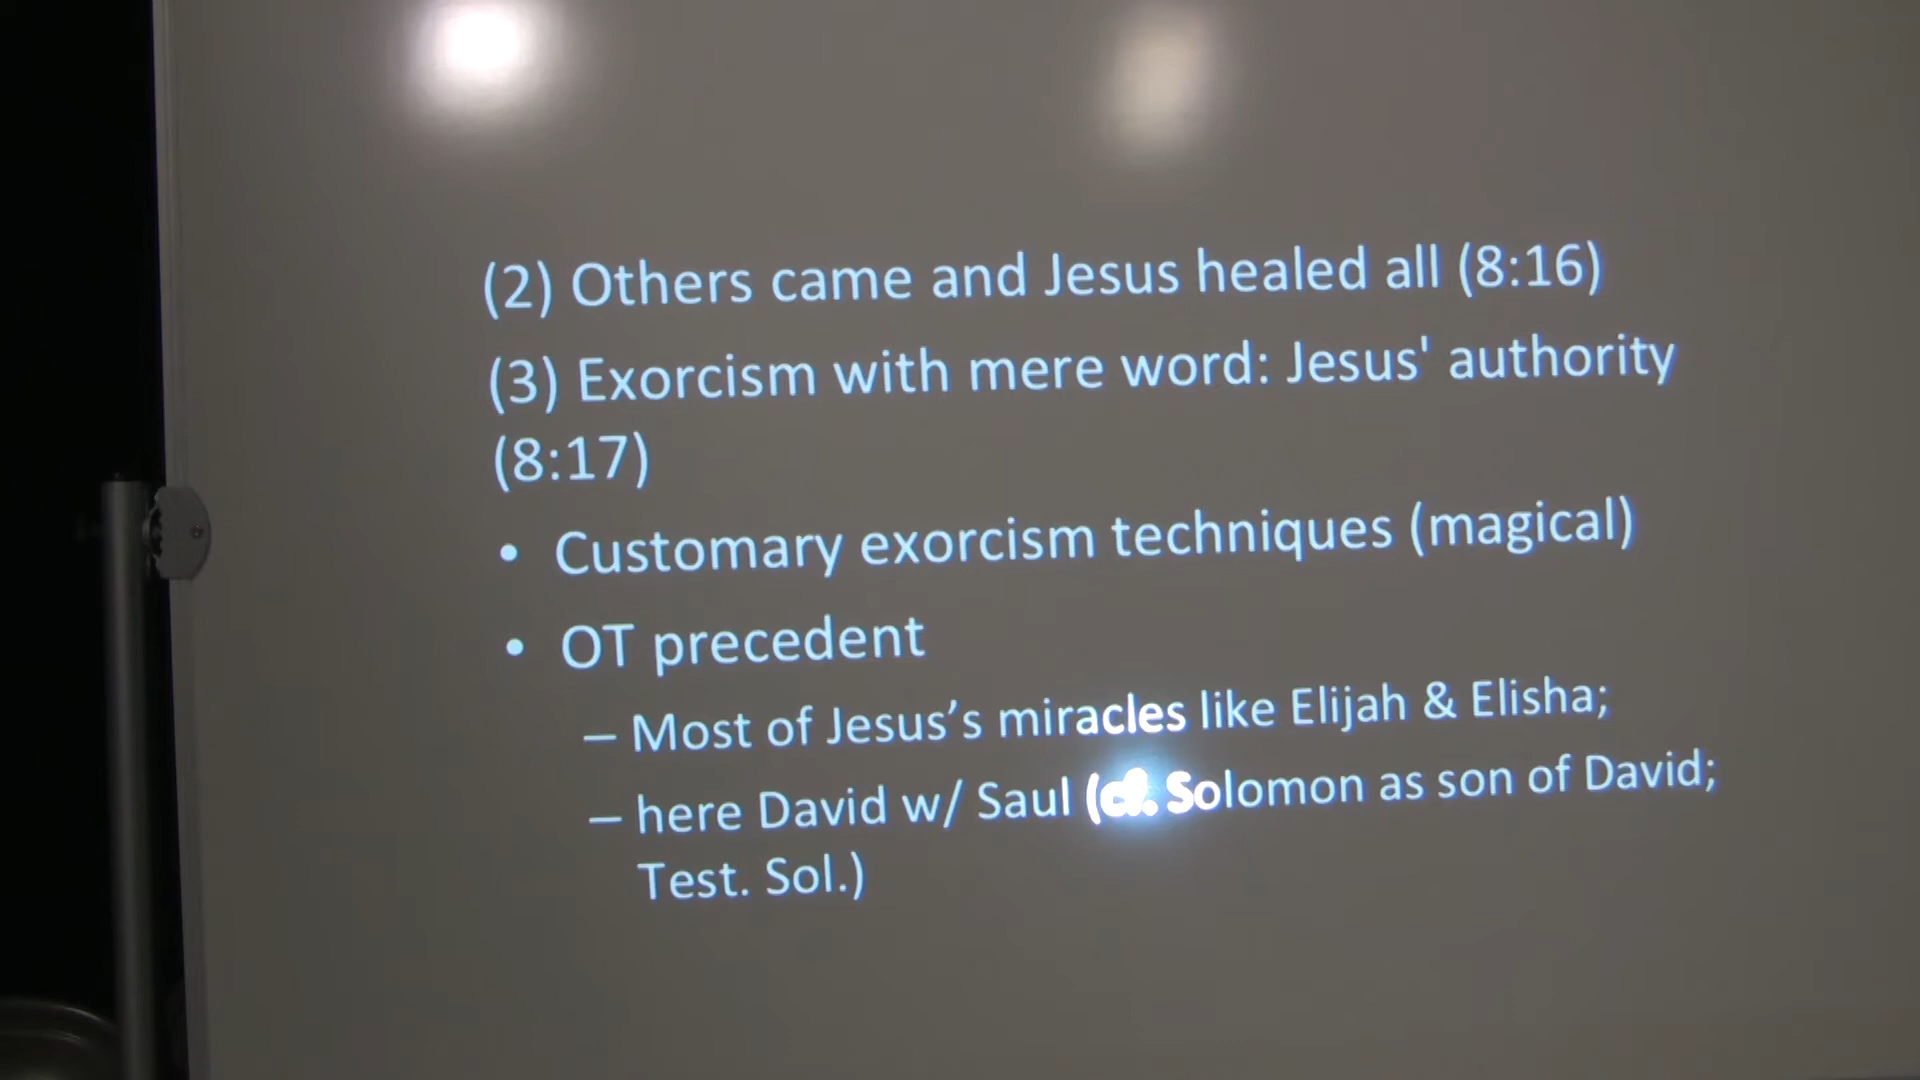 (2) Others came and Jesus healed all (8:16)
(3) Exorcism with mere word: Jesus' authority
(8:17)
• Customary exorcism techniques (magical)
• OT precedent
– Most of Jesus’s miracles like Elijah & Elisha;
– here David w/ Saul (cf. Solomon as son of David;
Test. Sol.)